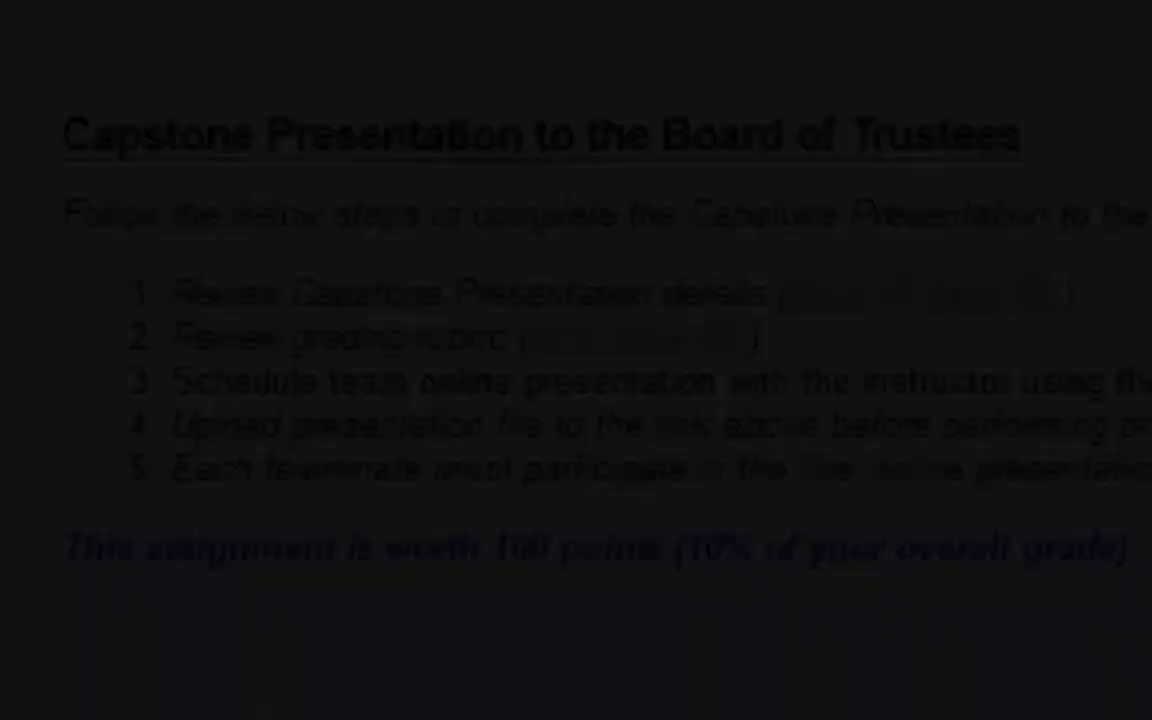 Capstone Presentation to the Board of Trustees
Follow the below steps to complete the Capstone Presentation to the
1. Review Capstone Presentation details (
2. Review grading rubric (
3. Schedule team online presentation with the instructor using the
4. Upload presentation file to the link above before performing
5. Each teammate must participate in the live online presentation
This assignment is worth 100 points (10% of your overall grade)